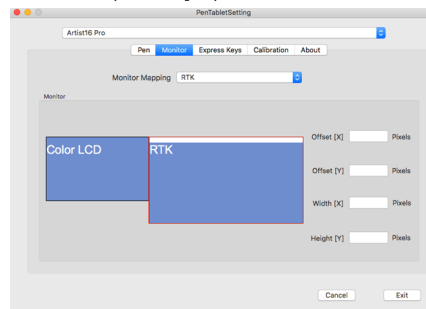 PenTabletSetting
Artist16 Pro
Pen Monitor Express Keys Calibration About
Monitor Mapping RTK
Monitor
Color LCD RTK
Offset [X] Pixels
Offset [Y] Pixels
Width [X] Pixels
Height [Y] Pixels
Cancel Exit